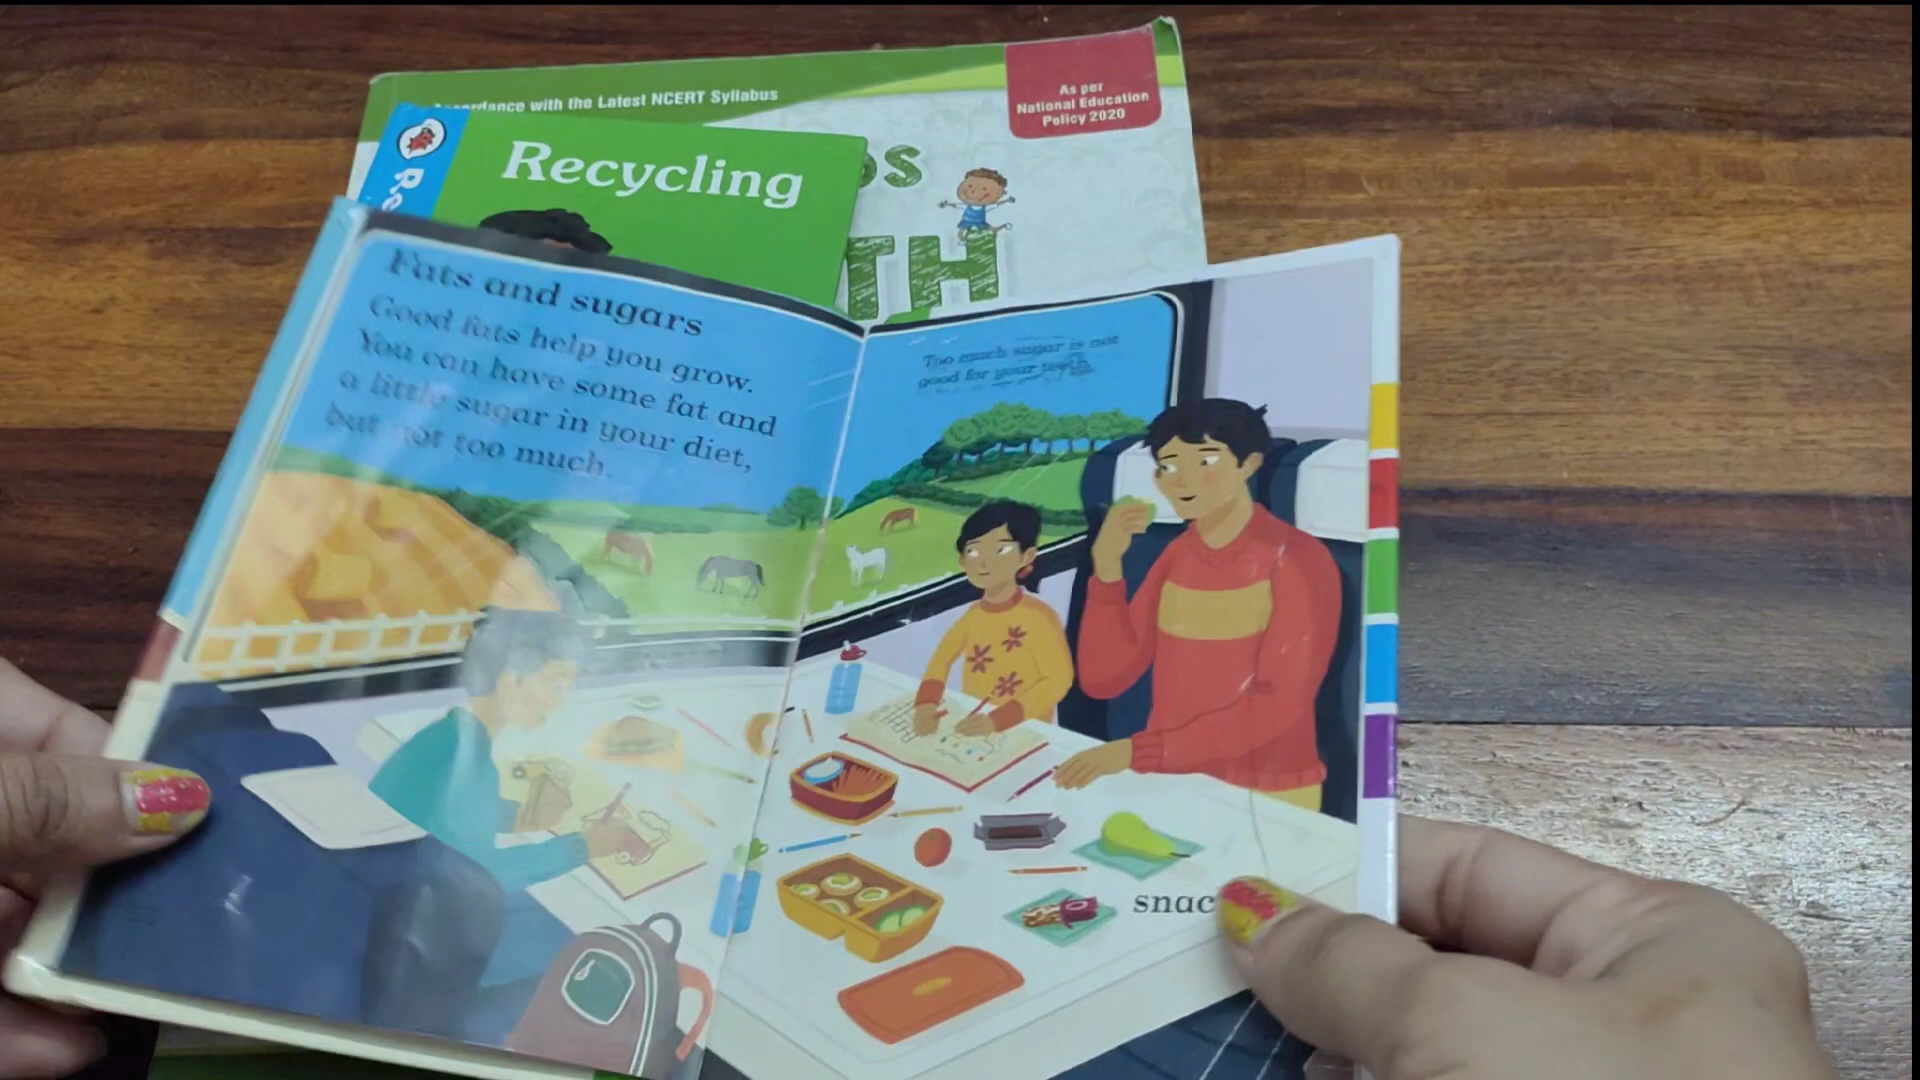 ccordance with the Latest NCERT Syllabus
As per
National Education
Policy 2020
Recycling
TH
Fats and sugars
Good fats help you grow.
You can have some fat and
a little sugar in your diet,
but not too much.
Too much sugar is not
good for your teeth.
snac